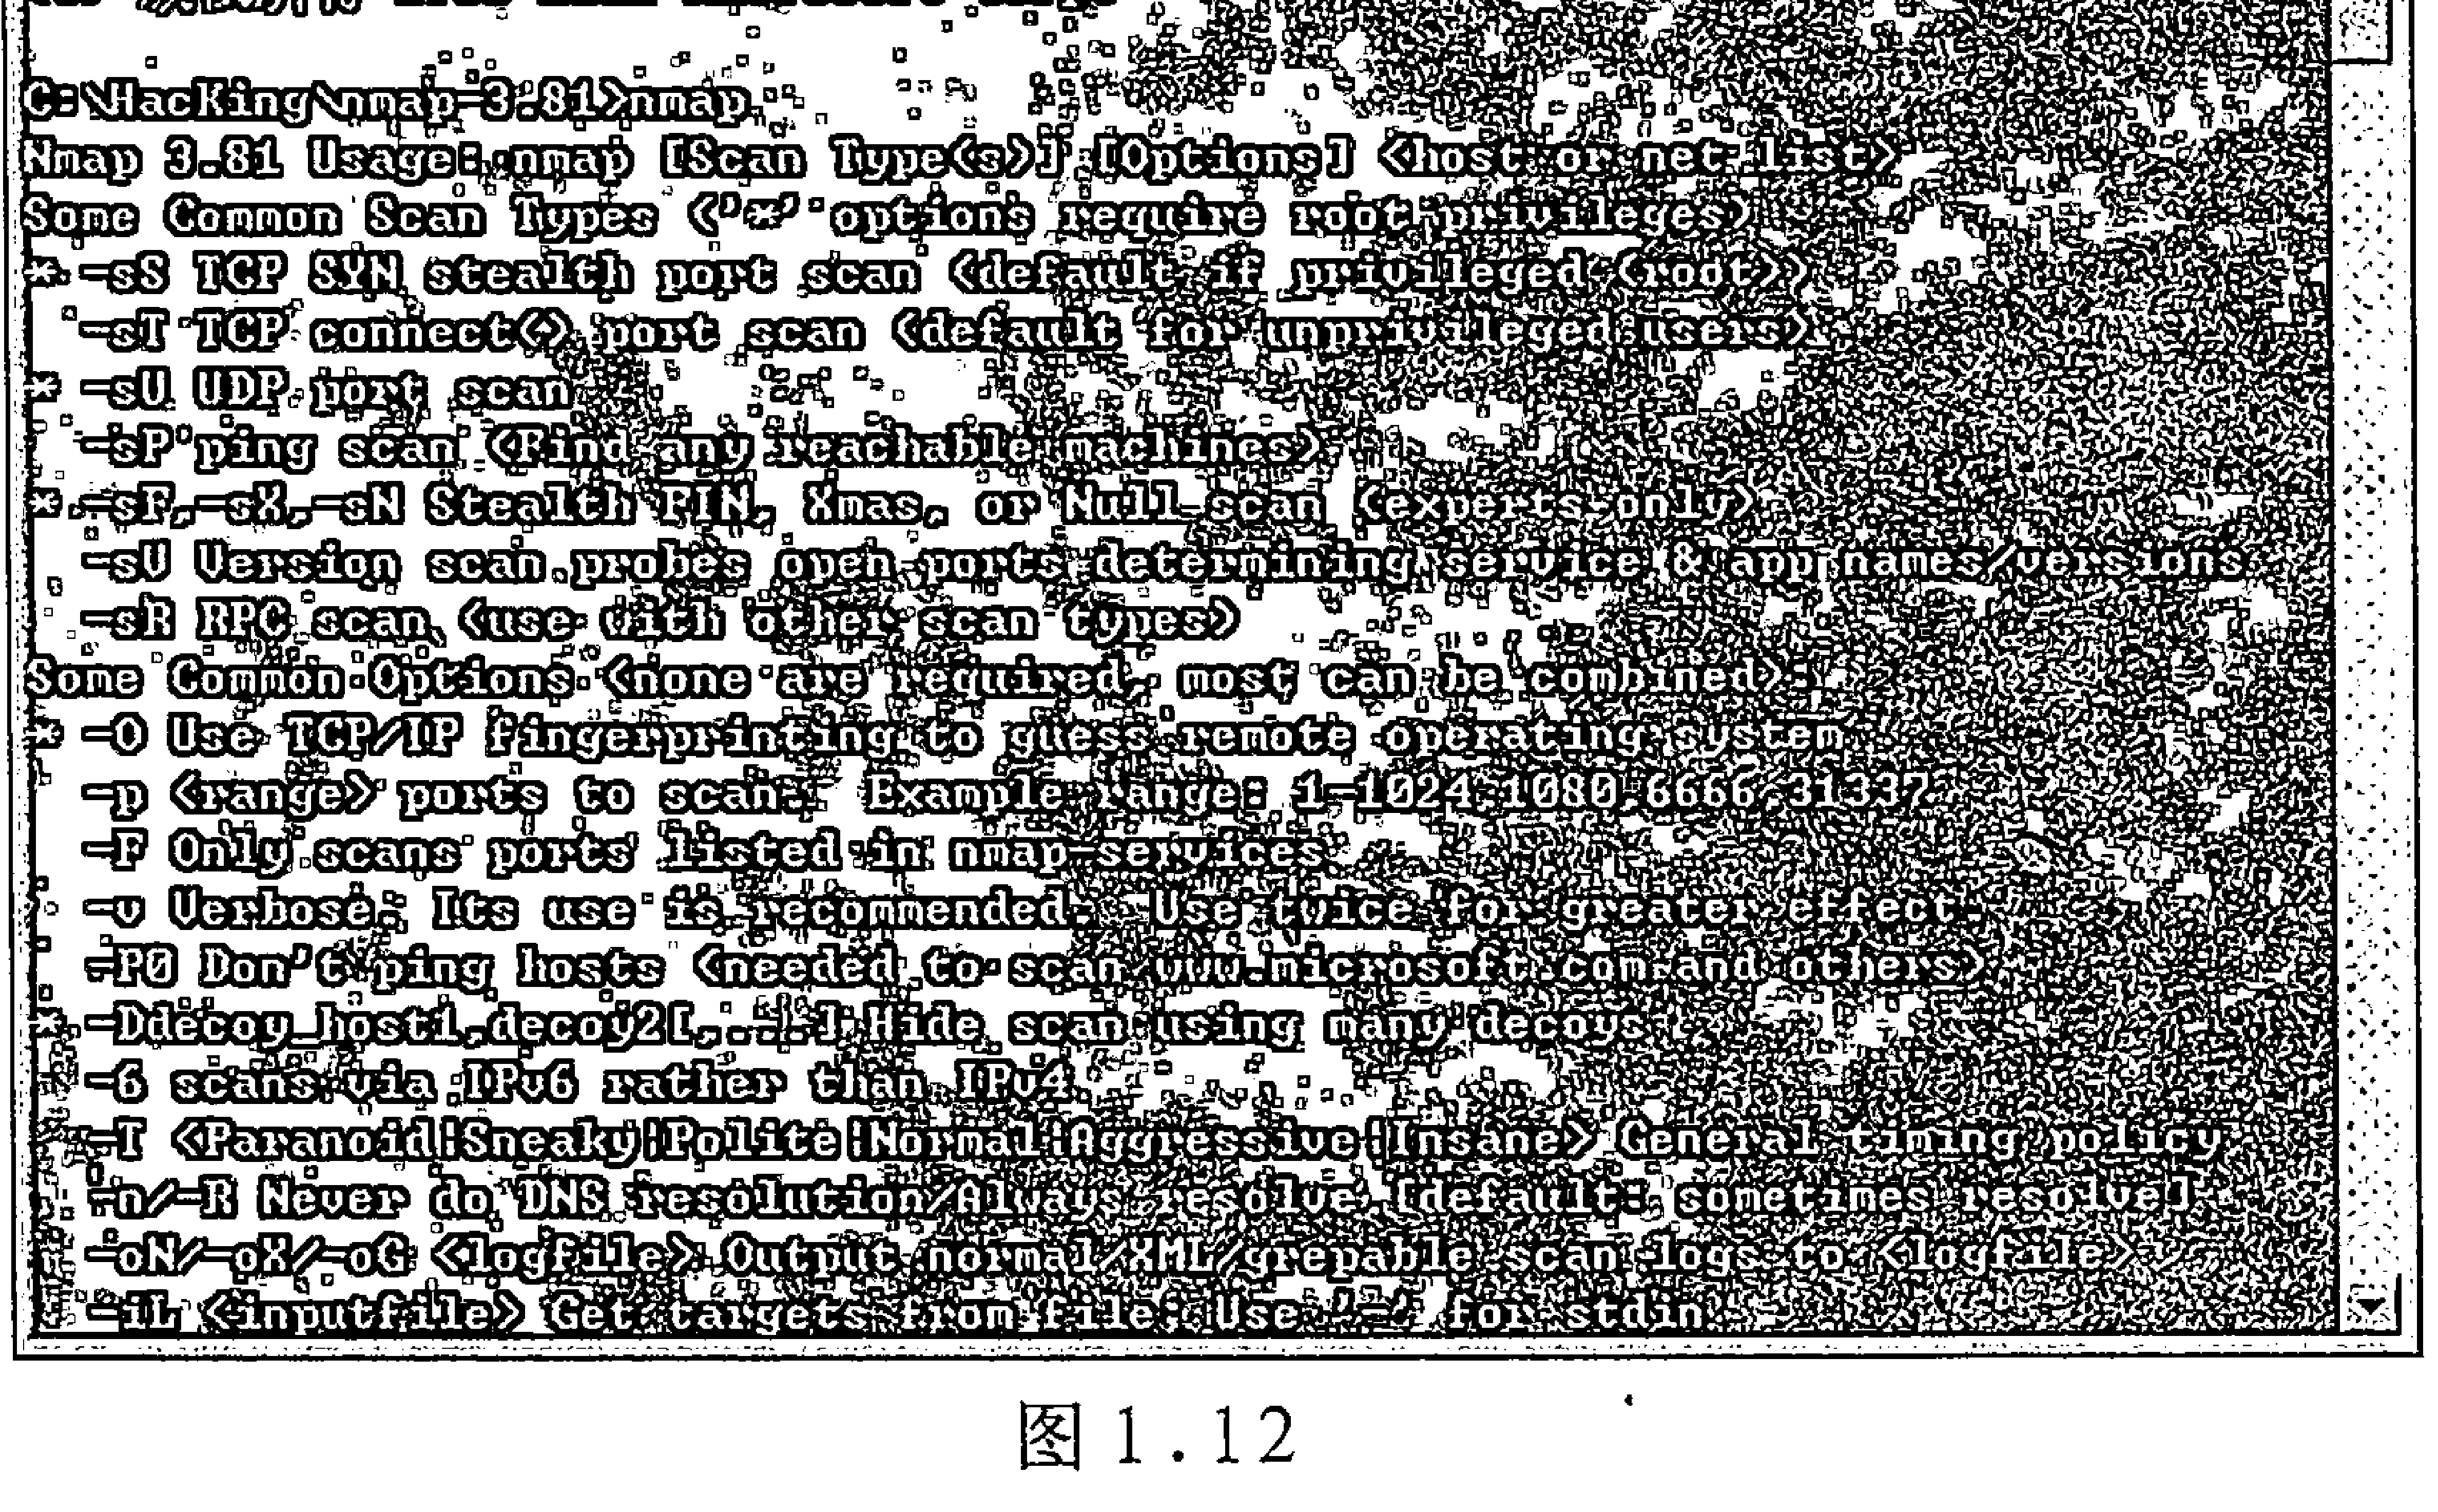 C:\HacKing\nmap-3.81>nmap
Nmap 3.81 Usage: nmap [Scan Type(s)] [Options] <host or net list>
Some Common Scan Types ('*' options require root privileges)
* -sS TCP SYN stealth port scan (default if privileged (root))
-sT TCP connect() port scan (default for unprivileged users)
* -sU UDP port scan
-sP ping scan (Find any reachable machines)
* -sF,-sX,-sN Stealth FIN, Xmas, or Null scan (experts only)
-sV Version scan probes open ports determining service & app names/versions
-sR RPC scan (use with other scan types)
Some Common Options (none are required, most can be combined):
* -O Use TCP/IP fingerprinting to guess remote operating system
-p <range> ports to scan. Example range: 1-1024,1080,6666,31337
-F Only scans ports listed in nmap-services
-v Verbose. Its use is recommended. Use twice for greater effect.
-P0 Don't ping hosts (needed to scan www.microsoft.com and others)
* -Ddecoy_host1,decoy2[,...] Hide scan using many decoys
-6 scans via IPv6 rather than IPv4
-T <Paranoid|Sneaky|Polite|Normal|Aggressive|Insane> General timing policy
-n/-R Never do DNS resolution/Always resolve [default: sometimes resolve]
-oN/-oX/-oG <logfile> Output normal/XML/grepable scan logs to <logfile>
-iL <inputfile> Get targets from file; Use '-' for stdin
图 1.12